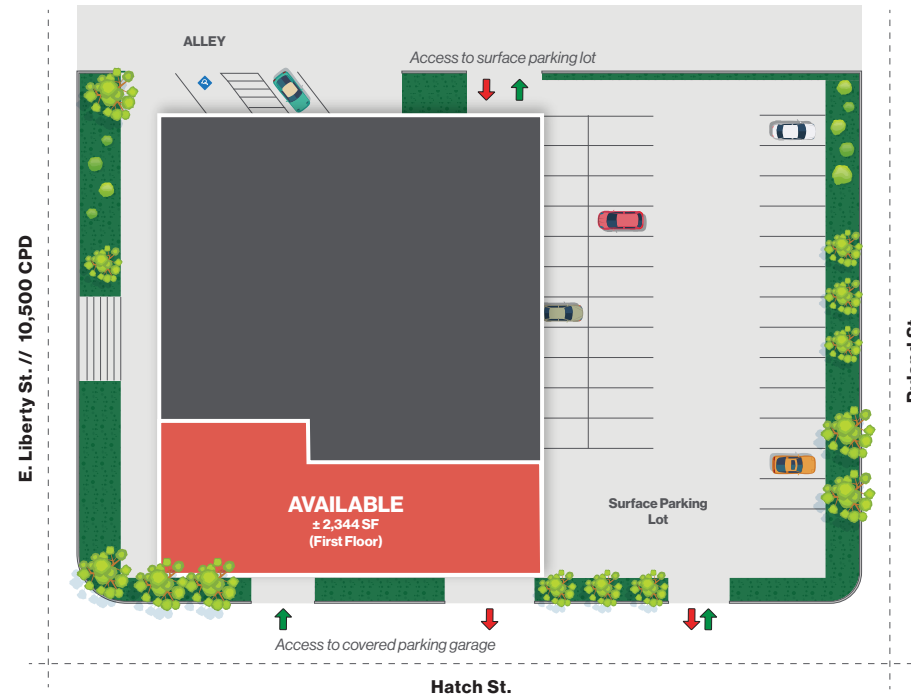 ALLEY
Access to surface parking lot
E. Liberty St. // 10,500 CPD
AVAILABLE
± 2,344 SF
(First Floor)
Surface Parking
Lot
Access to covered parking garage
Hatch St.